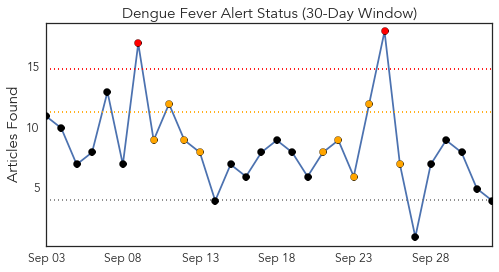 Dengue Fever Alert Status (30-Day Window)
Articles Found
15
10
5
Sep 03 Sep 08 Sep 13 Sep 18 Sep 23 Sep 28